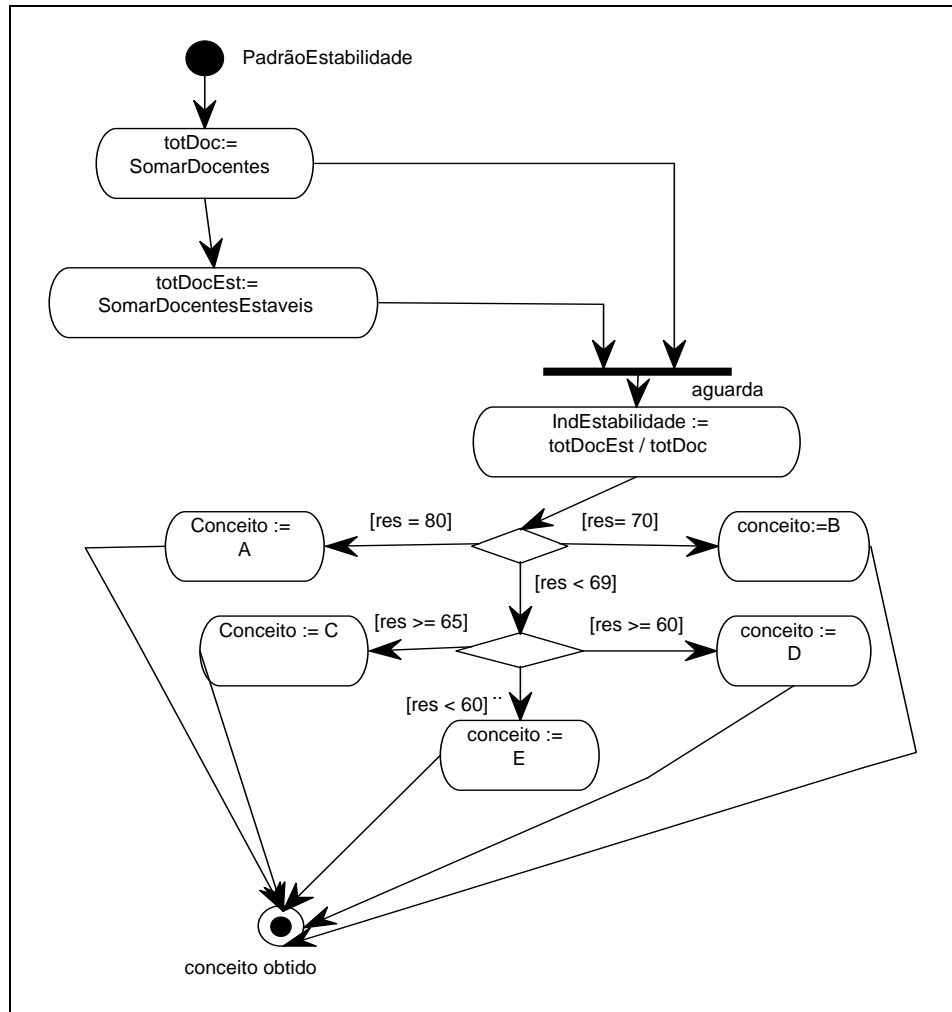 PadrãoEstabilidade
totDoc:=
SomarDocentes
totDocEst:=
SomarDocentesEstaveis
aguarda
IndEstabilidade :=
totDocEst / totDoc
[res = 80]
[res= 70]
Conceito :=
A
conceito:=B
[res < 69]
[res >= 65]
[res >= 60]
Conceito := C
conceito :=
D
[res < 60]
conceito :=
E
conceito obtido